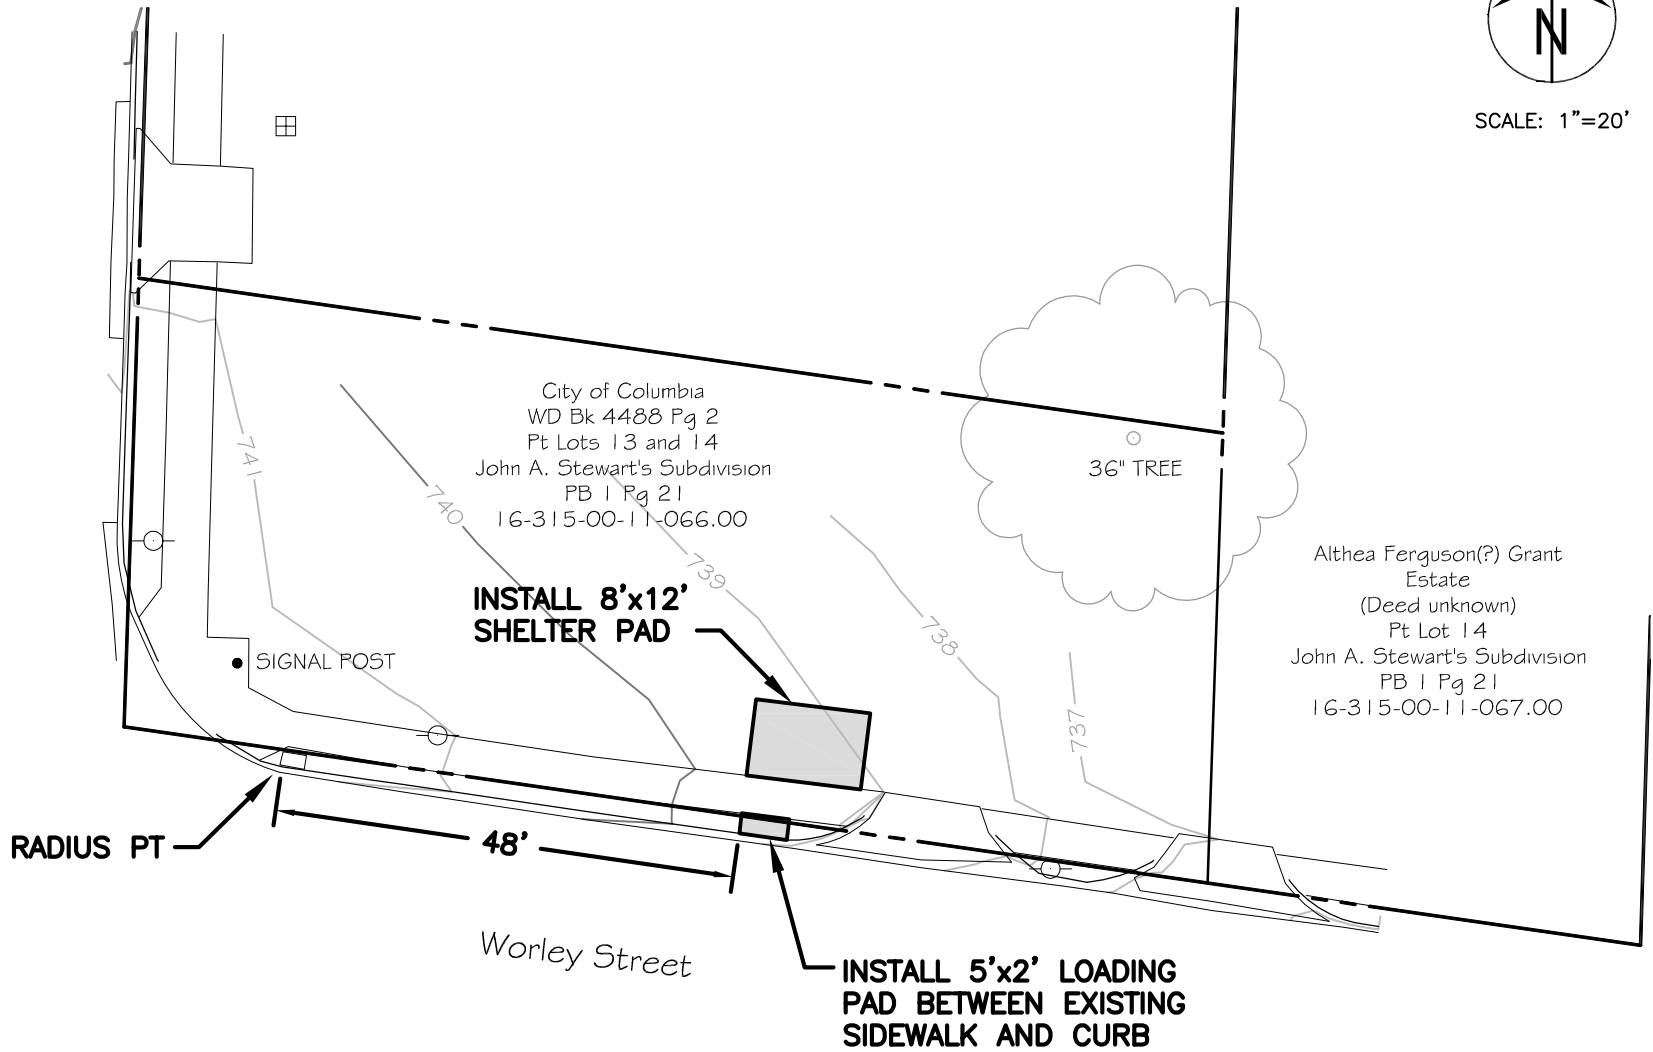 N
SCALE: 1"=20'
City of Columbia
WD Bk 4488 Pg 2
Pt Lots 13 and 14
John A. Stewart's Subdivision
PB 1 Pg 21
16-315-00-11-066.00
36" TREE
741
740
739
738
737
Althea Ferguson(?) Grant
Estate
(Deed unknown)
Pt Lot 14
John A. Stewart's Subdivision
PB 1 Pg 21
16-315-00-11-067.00
INSTALL 8'x12'
SHELTER PAD
SIGNAL POST
RADIUS PT
48'
Worley Street
INSTALL 5'x2' LOADING
PAD BETWEEN EXISTING
SIDEWALK AND CURB